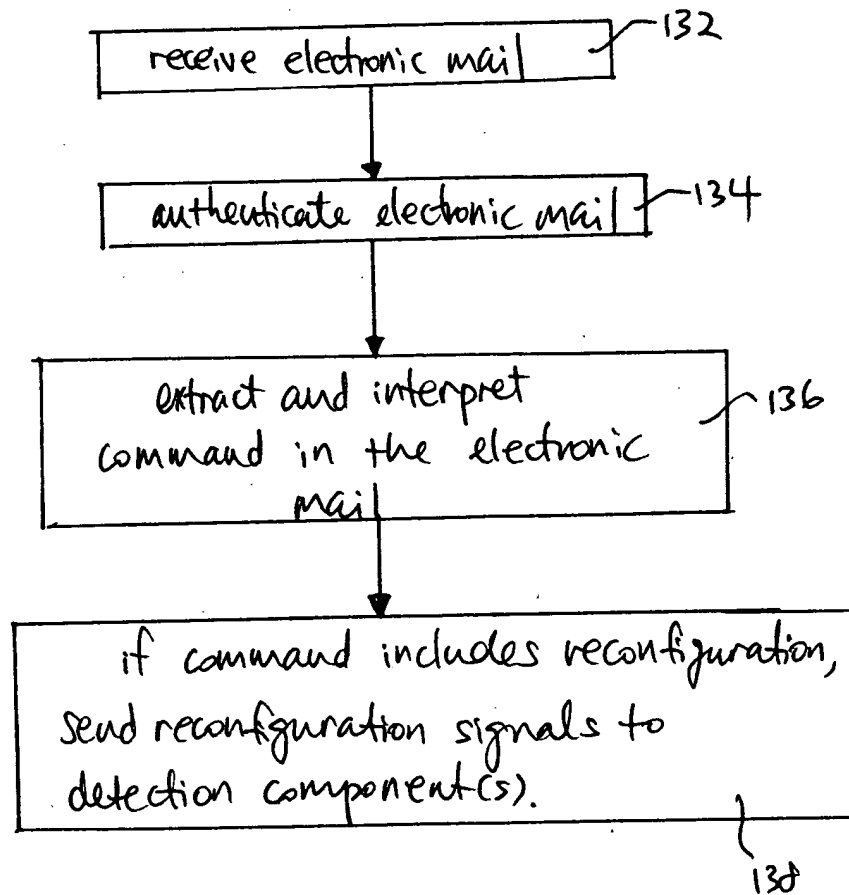 receive electronic mail
132
authenticate electronic mail
134
extract and interpret
command in the electronic
mail
136
if command includes reconfiguration,
send reconfiguration signals to
detection component(s).
138